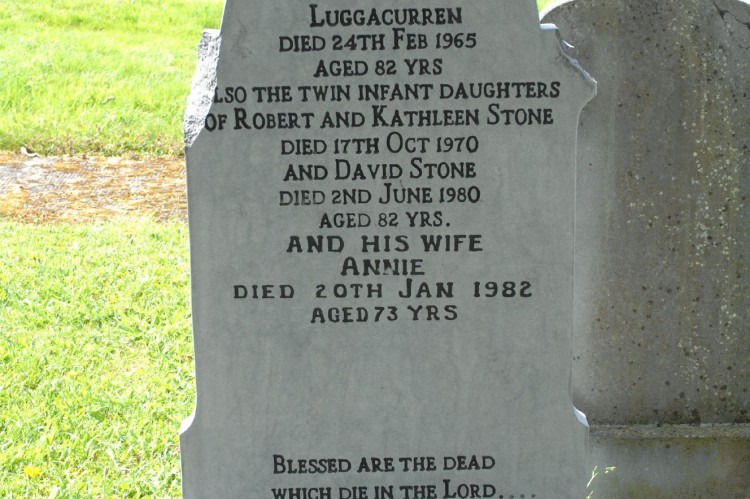 Luggacurren
died 24th Feb 1965
aged 82 yrs
lso the twin infant daughters
of Robert and Kathleen Stone
died 17th Oct 1970
and David Stone
died 2nd June 1980
aged 82 yrs.
and his wife
Annie
died 20th Jan 1982
aged 73 yrs
Blessed are the dead
which die in the Lord....